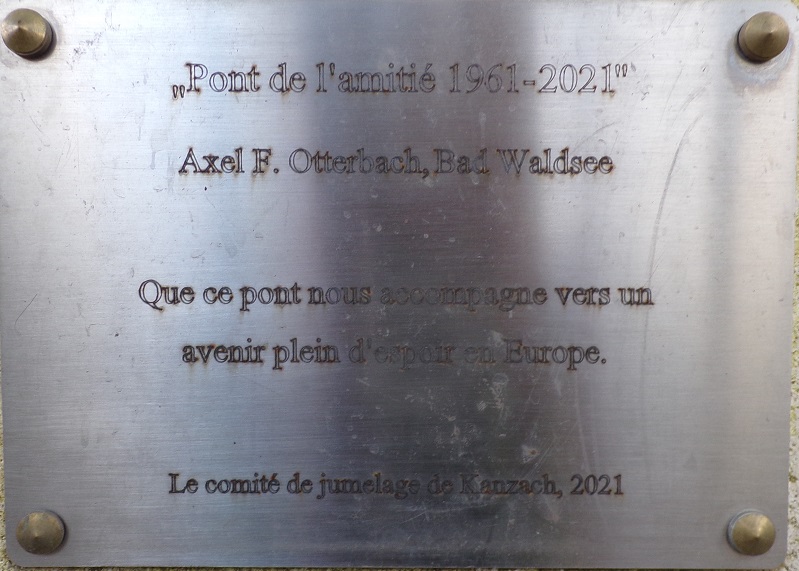 „Pont de l'amitié 1961-2021"
Axel F. Otterbach, Bad Waldsee
Que ce pont nous accompagne vers un
avenir plein d'espoir en Europe.
Le comité de jumelage de Kanzach, 2021